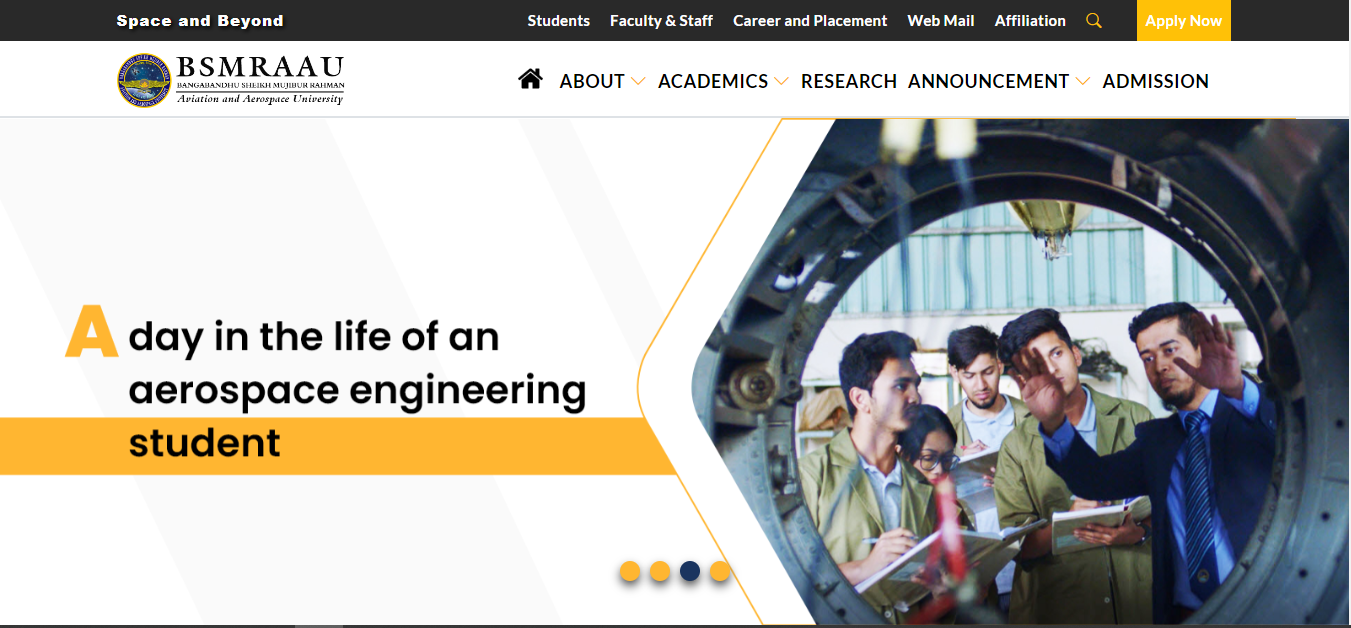 Space and Beyond
Students Faculty & Staff Career and Placement Web Mail Affiliation Apply Now
BSMRAAU
BANGABANDHU SHEIKH MUJIBUR RAHMAN
Aviation and Aerospace University
ABOUT ACADEMICS RESEARCH ANNOUNCEMENT ADMISSION
A day in the life of an
aerospace engineering
student